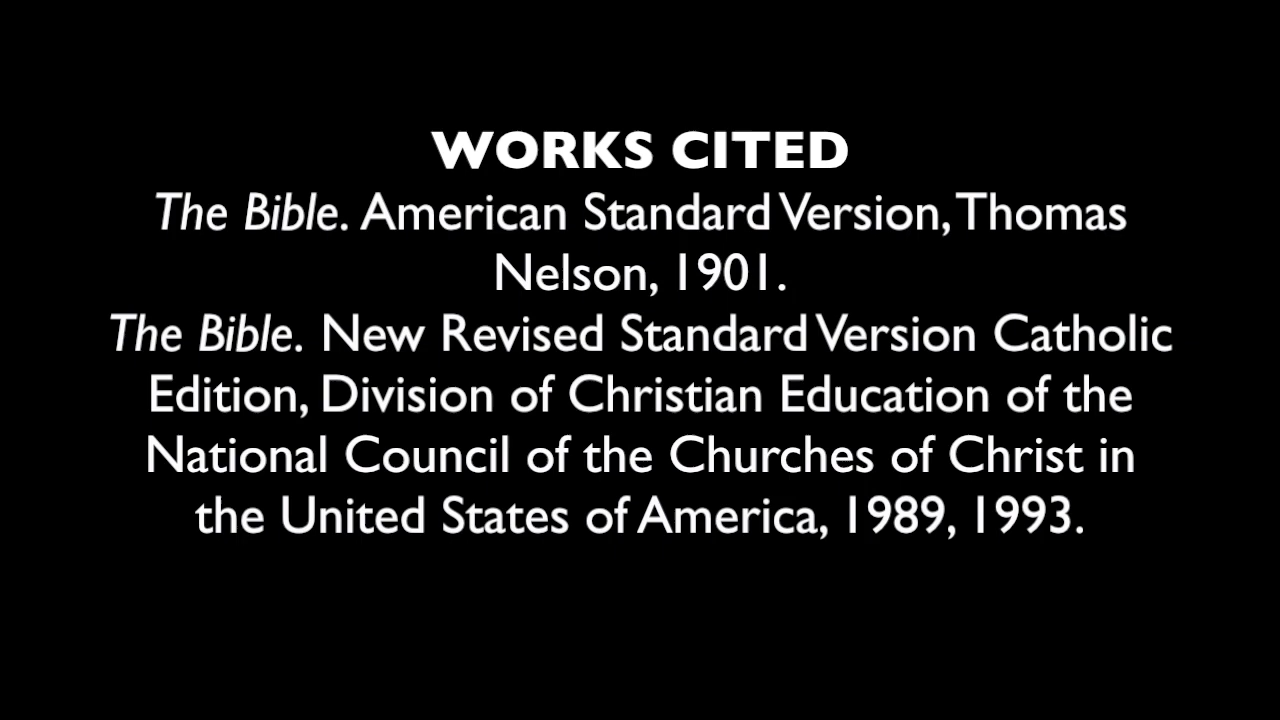 WORKS CITED
The Bible. American Standard Version, Thomas
Nelson, 1901.
The Bible. New Revised Standard Version Catholic
Edition, Division of Christian Education of the
National Council of the Churches of Christ in
the United States of America, 1989, 1993.